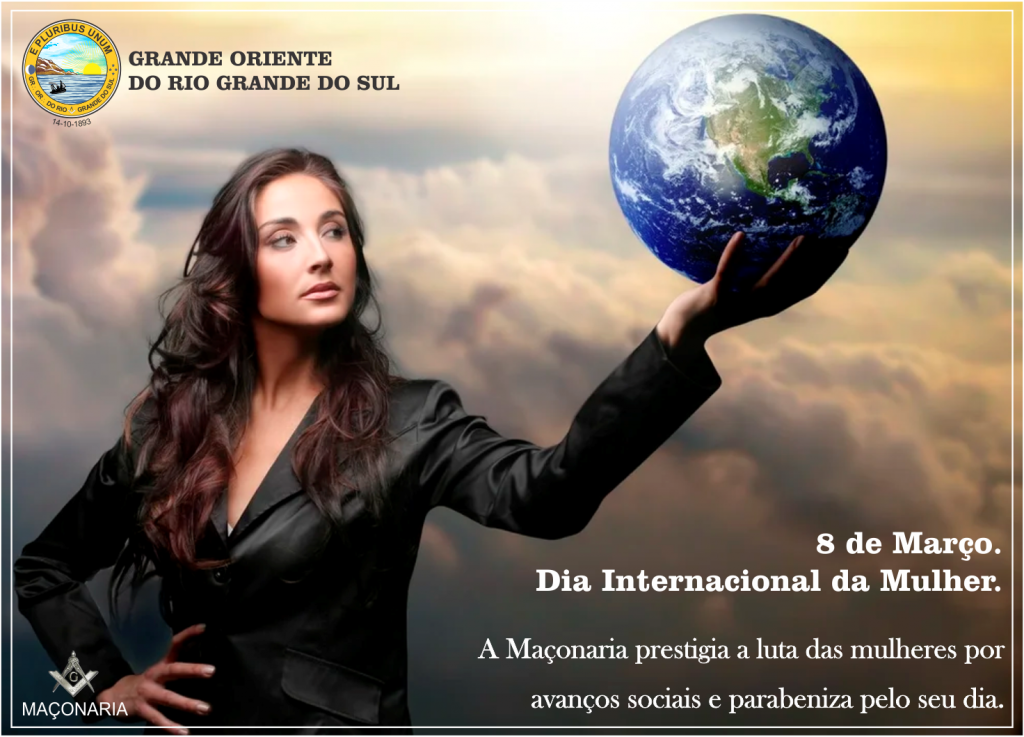 E PLURIBUS UNUM
GR∴ OR∴ DO RIO GRANDE DO SUL
14-10-1893
GRANDE ORIENTE
DO RIO GRANDE DO SUL
8 de Março.
Dia Internacional da Mulher.
A Maçonaria prestigia a luta das mulheres por
avanços sociais e parabeniza pelo seu dia.
G
MAÇONARIA